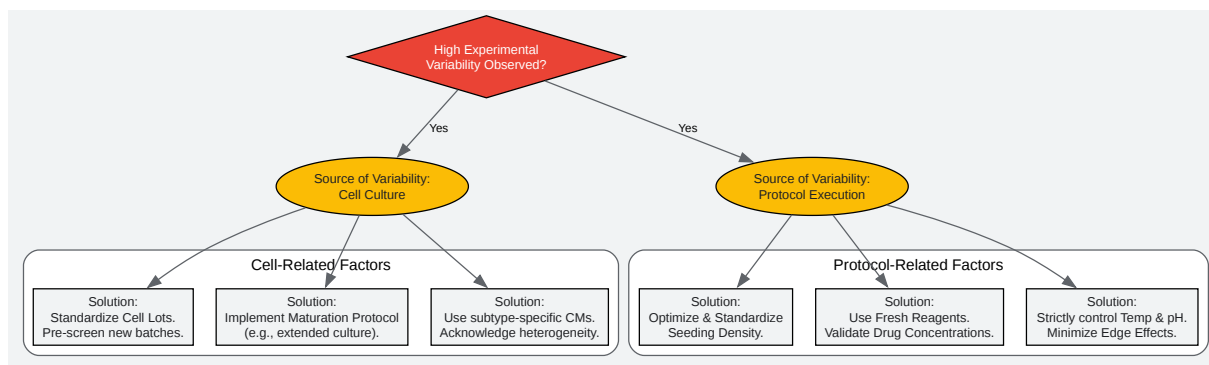 High Experimental
Variability Observed?
Yes
Yes
Source of Variability:
Cell Culture
Source of Variability:
Protocol Execution
Cell-Related Factors
Solution:
Standardize Cell Lots.
Pre-screen new batches.
Solution:
Implement Maturation Protocol
(e.g., extended culture).
Solution:
Use subtype-specific CMs.
Acknowledge heterogeneity.
Protocol-Related Factors
Solution:
Optimize & Standardize
Seeding Density.
Solution:
Use Fresh Reagents.
Validate Drug Concentrations.
Solution:
Strictly control Temp & pH.
Minimize Edge Effects.